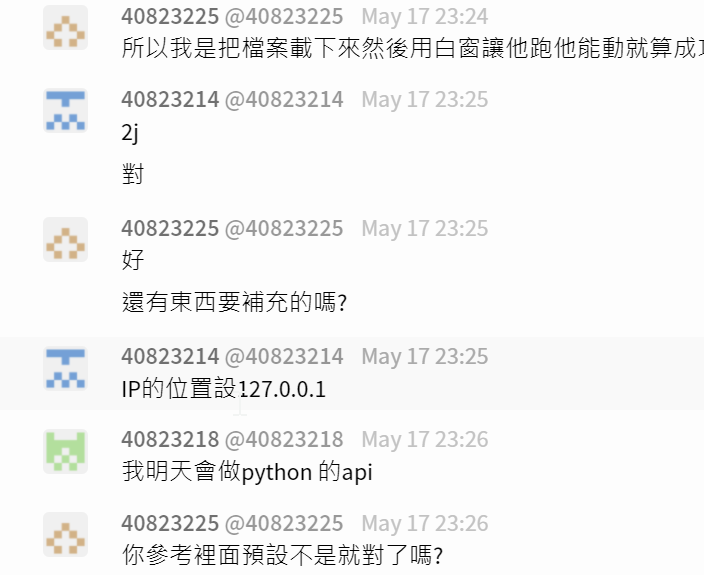 40823225 @40823225 May 17 23:24
所以我是把檔案載下來然後用白窗讓他跑他能動就算成
40823214 @40823214 May 17 23:25
2j
對
40823225 @40823225 May 17 23:25
好
還有東西要補充的嗎?
40823214 @40823214 May 17 23:25
IP的位置設127.0.0.1
40823218 @40823218 May 17 23:26
我明天會做python 的api
40823225 @40823225 May 17 23:26
你參考裡面預設不是就對了嗎?